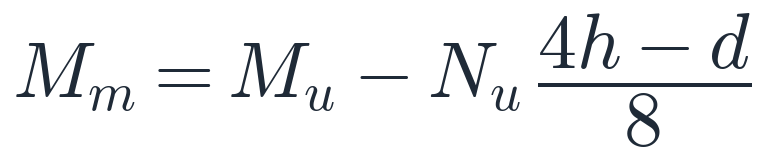 $M_m = M_u - N_u \frac{4h - d}{8}$